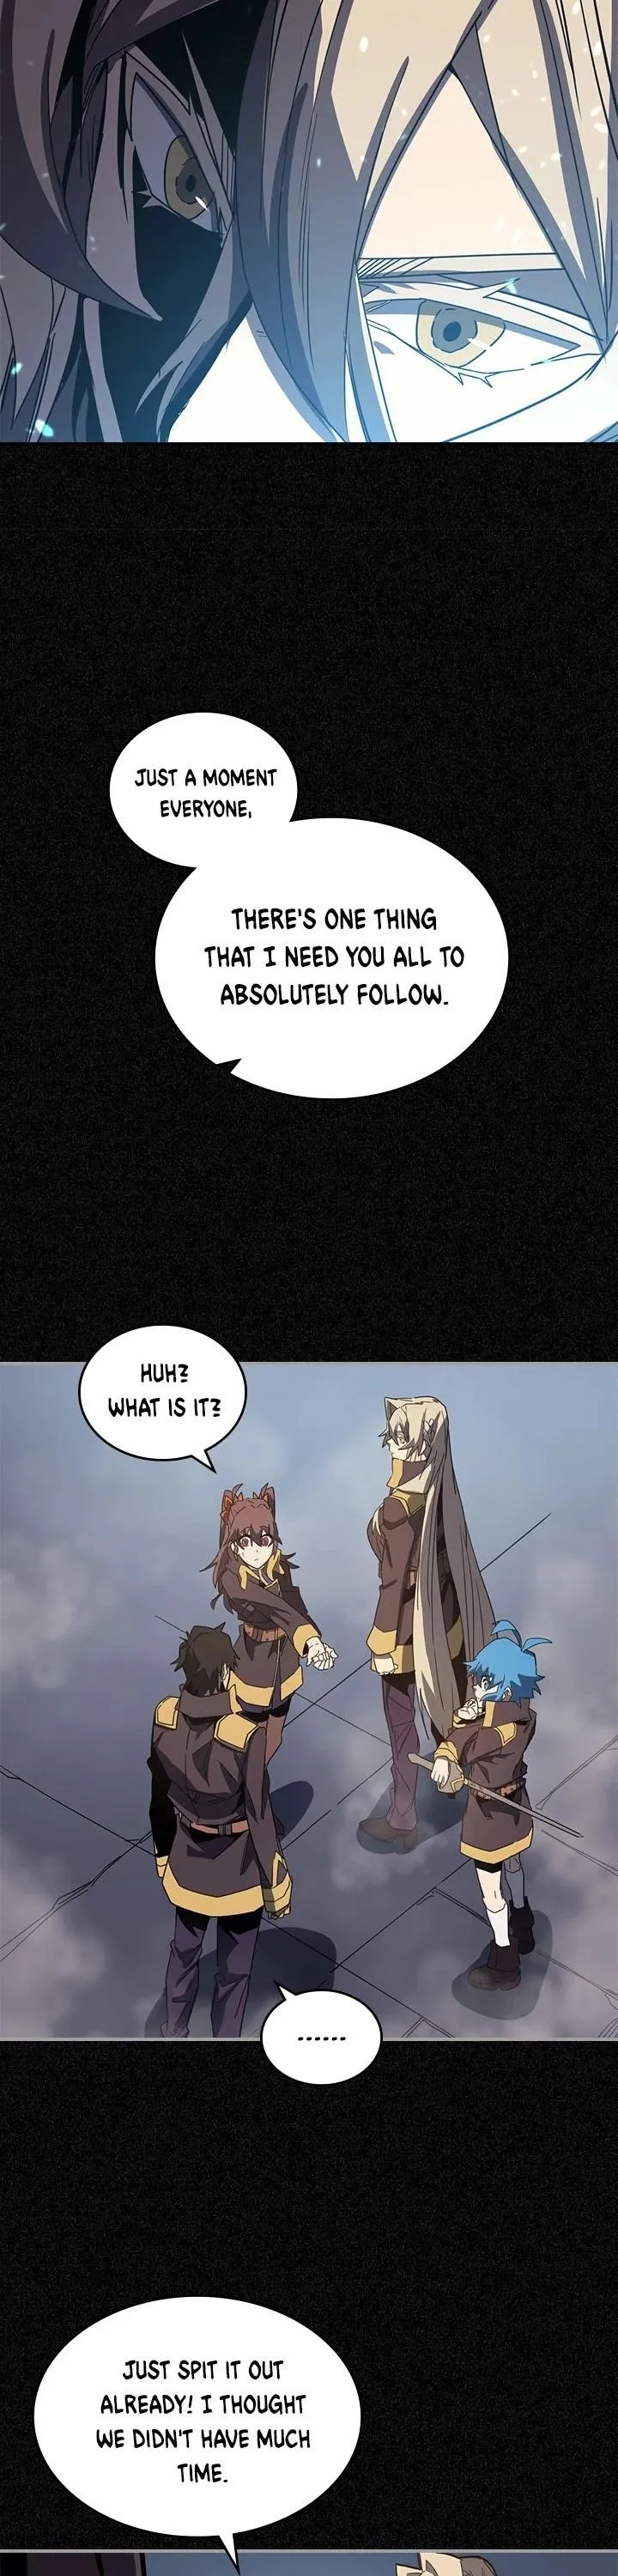 JUST A MOMENT
EVERYONE,
THERE'S ONE THING
THAT I NEED YOU ALL TO
ABSOLUTELY FOLLOW.
HUH?
WHAT IS IT?
......
JUST SPIT IT OUT
ALREADY! I THOUGHT
WE DIDN'T HAVE MUCH
TIME.